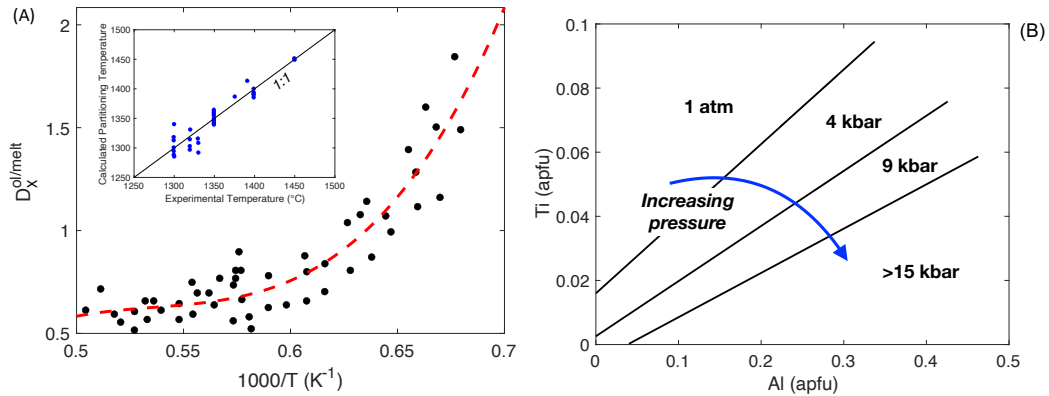 (A)
2
1.5
1
0.5
D_X^ol/melt
0.5
0.55
0.6
0.65
0.7
1000/T (K⁻¹)
1500
1450
1400
1350
1300
1250
Calculated Partitioning Temperature
1:1
1250
1300
1350
1400
1450
1500
Experimental Temperature (°C)
(B)
0.1
0.08
0.06
0.04
0.02
0
Ti (apfu)
1 atm
4 kbar
9 kbar
Increasing
pressure
>15 kbar
0
0.1
0.2
0.3
0.4
0.5
Al (apfu)